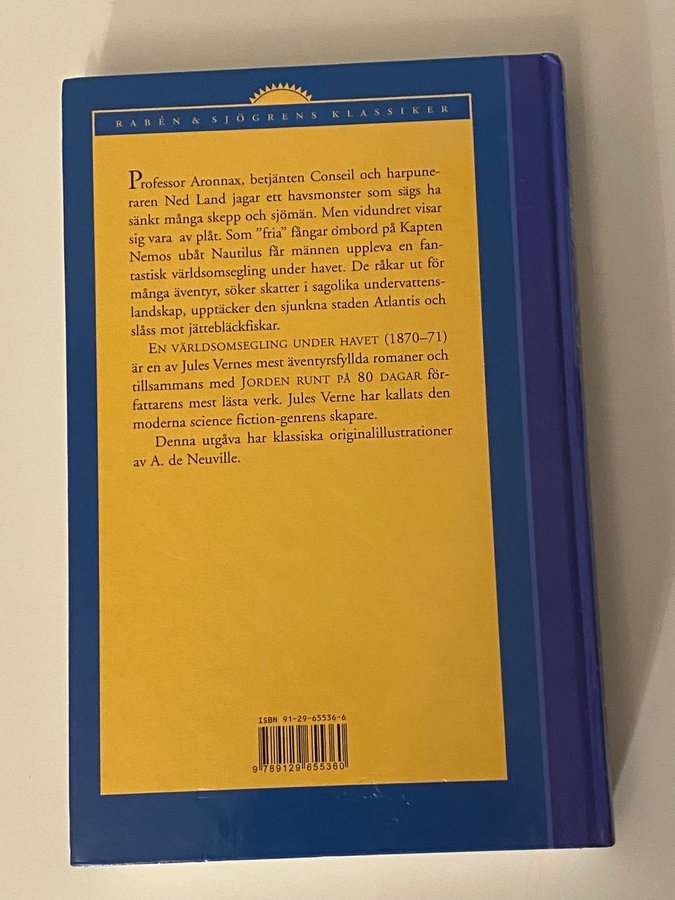 RABÉN & SJÖGRENS KLASSIKER
Professor Aronnax, betjänten Conseil och harpune-
raren Ned Land jagar ett havsmonster som sägs ha
sänkt många skepp och sjömän. Men vidundret visar
sig vara av plåt. Som ”fria” fångar ombord på Kapten
Nemos ubåt Nautilus får männen uppleva en fan-
tastisk världsomsegling under havet. De råkar ut för
många äventyr, söker skatter i sagolika undervattens-
landskap, upptäcker den sjunkna staden Atlantis och
slåss mot jättebläckfiskar.
EN VÄRLDSOMSEGLING UNDER HAVET (1870–71)
är en av Jules Vernes mest äventyrsfyllda romaner och
tillsammans med JORDEN RUNT PÅ 80 DAGAR för-
fattarens mest lästa verk. Jules Verne har kallats den
moderna science fiction-genrens skapare.
Denna utgåva har klassiska originalillustrationer
av A. de Neuville.
ISBN 91-29-65536-6
9 789129 655360